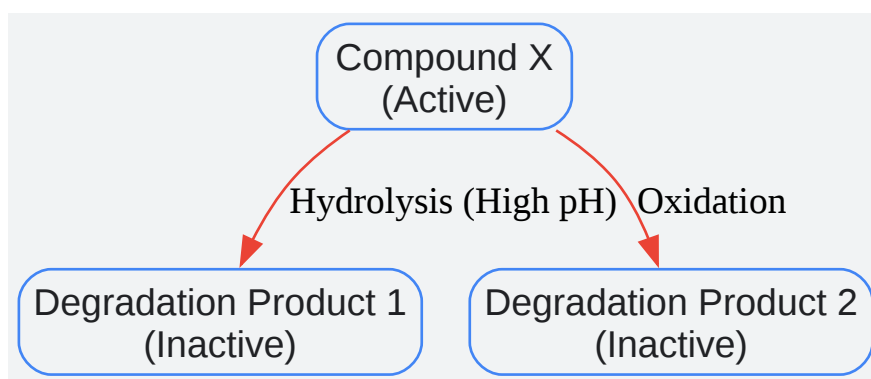 Compound X
(Active)
Hydrolysis (High pH)
Oxidation
Degradation Product 1
(Inactive)
Degradation Product 2
(Inactive)